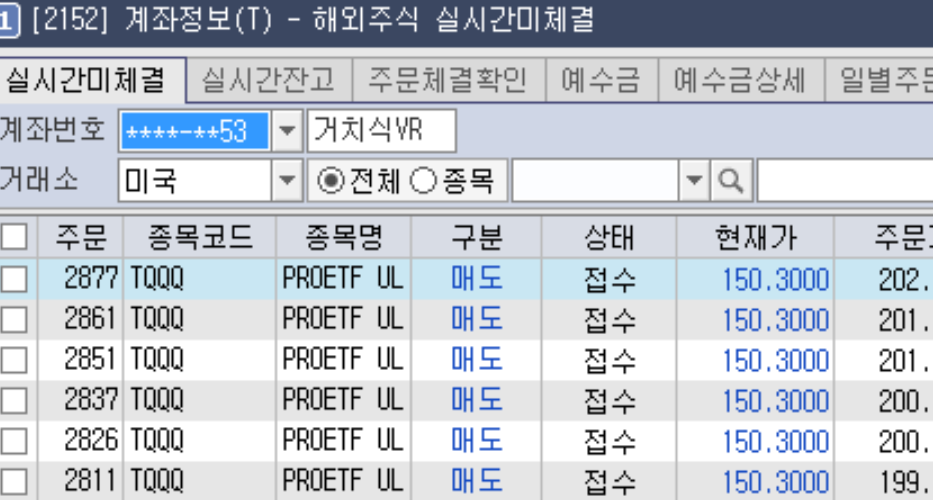 1 [2152] 계좌정보(T) - 해외주식 실시간미체결
실시간미체결 실시간잔고 주문체결확인 예수금 예수금상세 일별주문
계좌번호 ****-**53 거치식VR
거래소 미국 전체 종목
주문 종목코드 종목명 구분 상태 현재가 주문
2877 TQQQ PROETF UL 매도 접수 150.3000 202.
2861 TQQQ PROETF UL 매도 접수 150.3000 201.
2851 TQQQ PROETF UL 매도 접수 150.3000 201.
2837 TQQQ PROETF UL 매도 접수 150.3000 200.
2826 TQQQ PROETF UL 매도 접수 150.3000 200.
2811 TQQQ PROETF UL 매도 접수 150.3000 199.